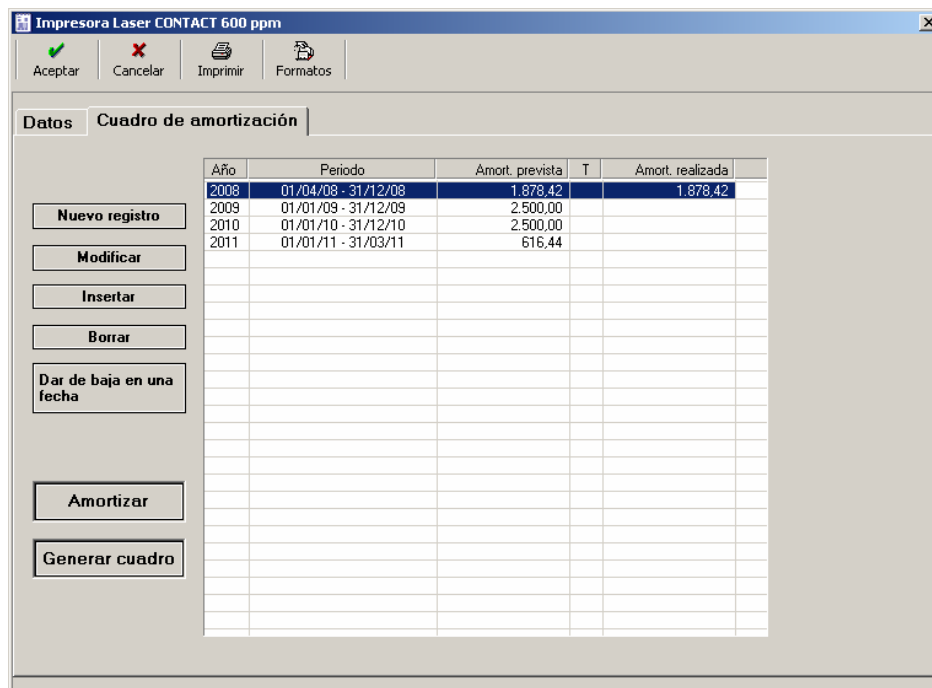 Impresora Laser CONTACT 600 ppm
Aceptar Cancelar Imprimir Formatos
Datos Cuadro de amortización
Año Periodo Amort. prevista T Amort. realizada
2008 01/04/08 - 31/12/08 1.878,42 1.878,42
2009 01/01/09 - 31/12/09 2.500,00
2010 01/01/10 - 31/12/10 2.500,00
2011 01/01/11 - 31/03/11 616,44
Nuevo registro
Modificar
Insertar
Borrar
Dar de baja en una
fecha
Amortizar
Generar cuadro